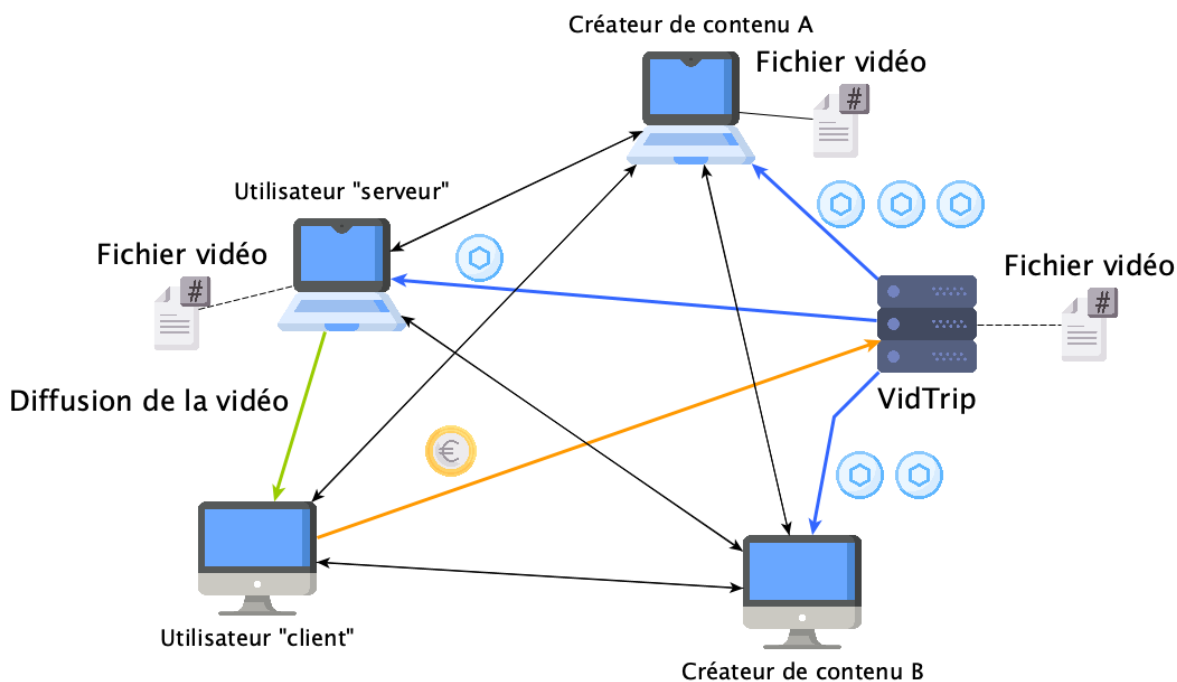 Créateur de contenu A
Fichier vidéo
#
Utilisateur "serveur"
Fichier vidéo
#
Fichier vidéo
#
Diffusion de la vidéo
VidTrip
€
Utilisateur "client"
Créateur de contenu B